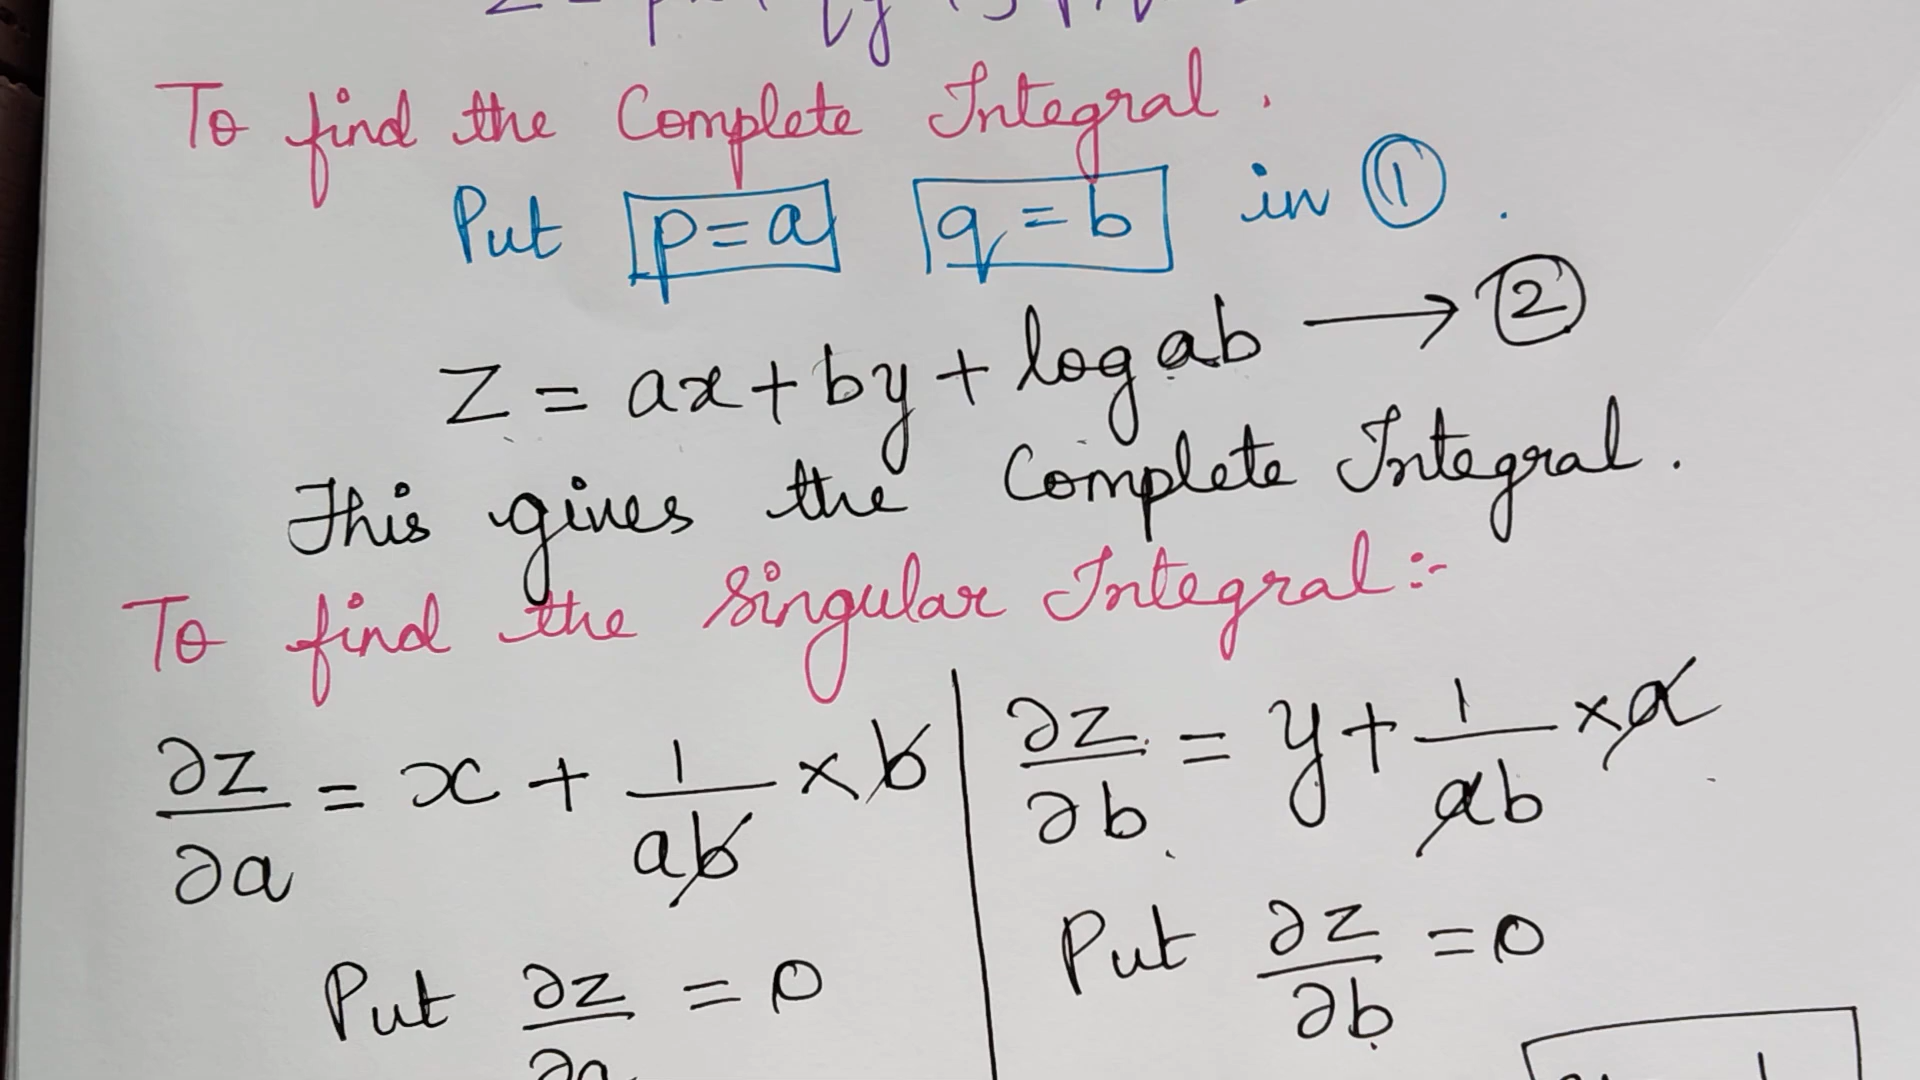 To find the Complete Integral.
Put p=a q=b in ①.
Z = ax+by+log ab → ②
This gives the Complete Integral.
To find the Singular Integral:-
∂z/∂a = x + 1/ab × b
Put ∂z/∂a = 0
∂z/∂b = y + 1/ab × a
Put ∂z/∂b = 0